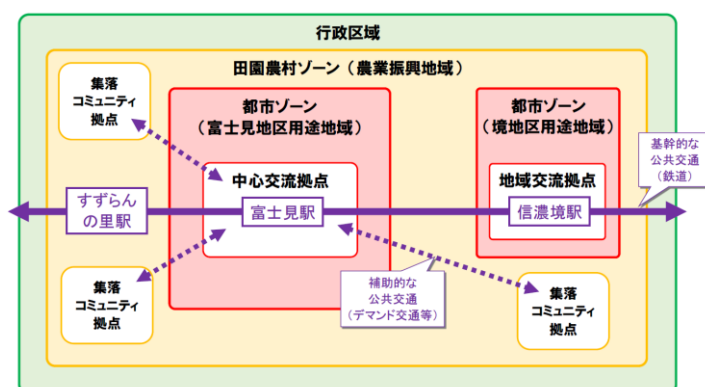 行政区域
田園農村ゾーン（農業振興地域）
集落
コミュニティ
拠点
都市ゾーン
（富士見地区用途地域）
都市ゾーン
（境地区用途地域）
基幹的な
公共交通
（鉄道）
中心交流拠点
地域交流拠点
すずらん
の里駅
富士見駅
信濃境駅
集落
コミュニティ
拠点
補助的な
公共交通
（デマンド交通等）
集落
コミュニティ
拠点